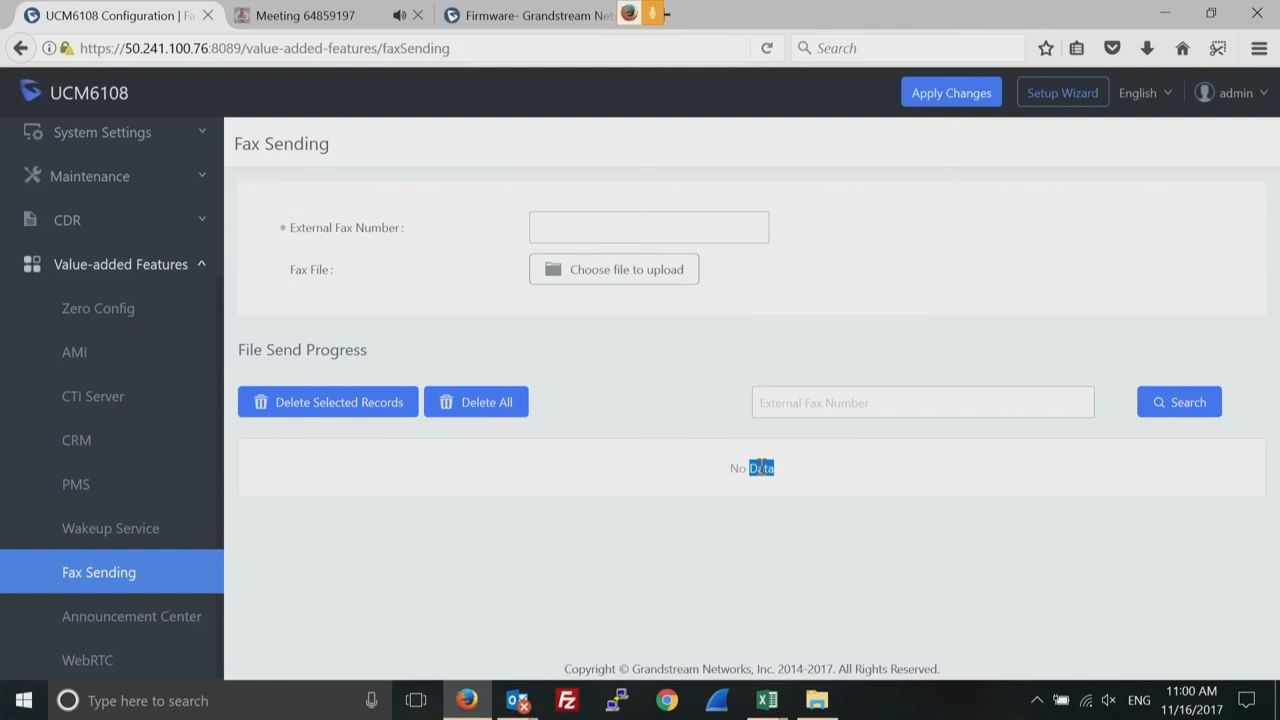 UCM6108 Configuration | Fa
Meeting 64859197
Firmware- Grandstream Net
https://50.241.100.76:8089/value-added-features/faxSending
Search
UCM6108
Apply Changes
Setup Wizard
English
admin
System Settings
Maintenance
CDR
Value-added Features
Zero Config
AMI
CTI Server
CRM
PMS
Wakeup Service
Fax Sending
Announcement Center
WebRTC
Fax Sending
* External Fax Number :
Fax File :
Choose file to upload
File Send Progress
Delete Selected Records
Delete All
External Fax Number
Search
No Data
Copyright © Grandstream Networks, Inc. 2014-2017. All Rights Reserved.
Type here to search
ENG
11:00 AM
11/16/2017